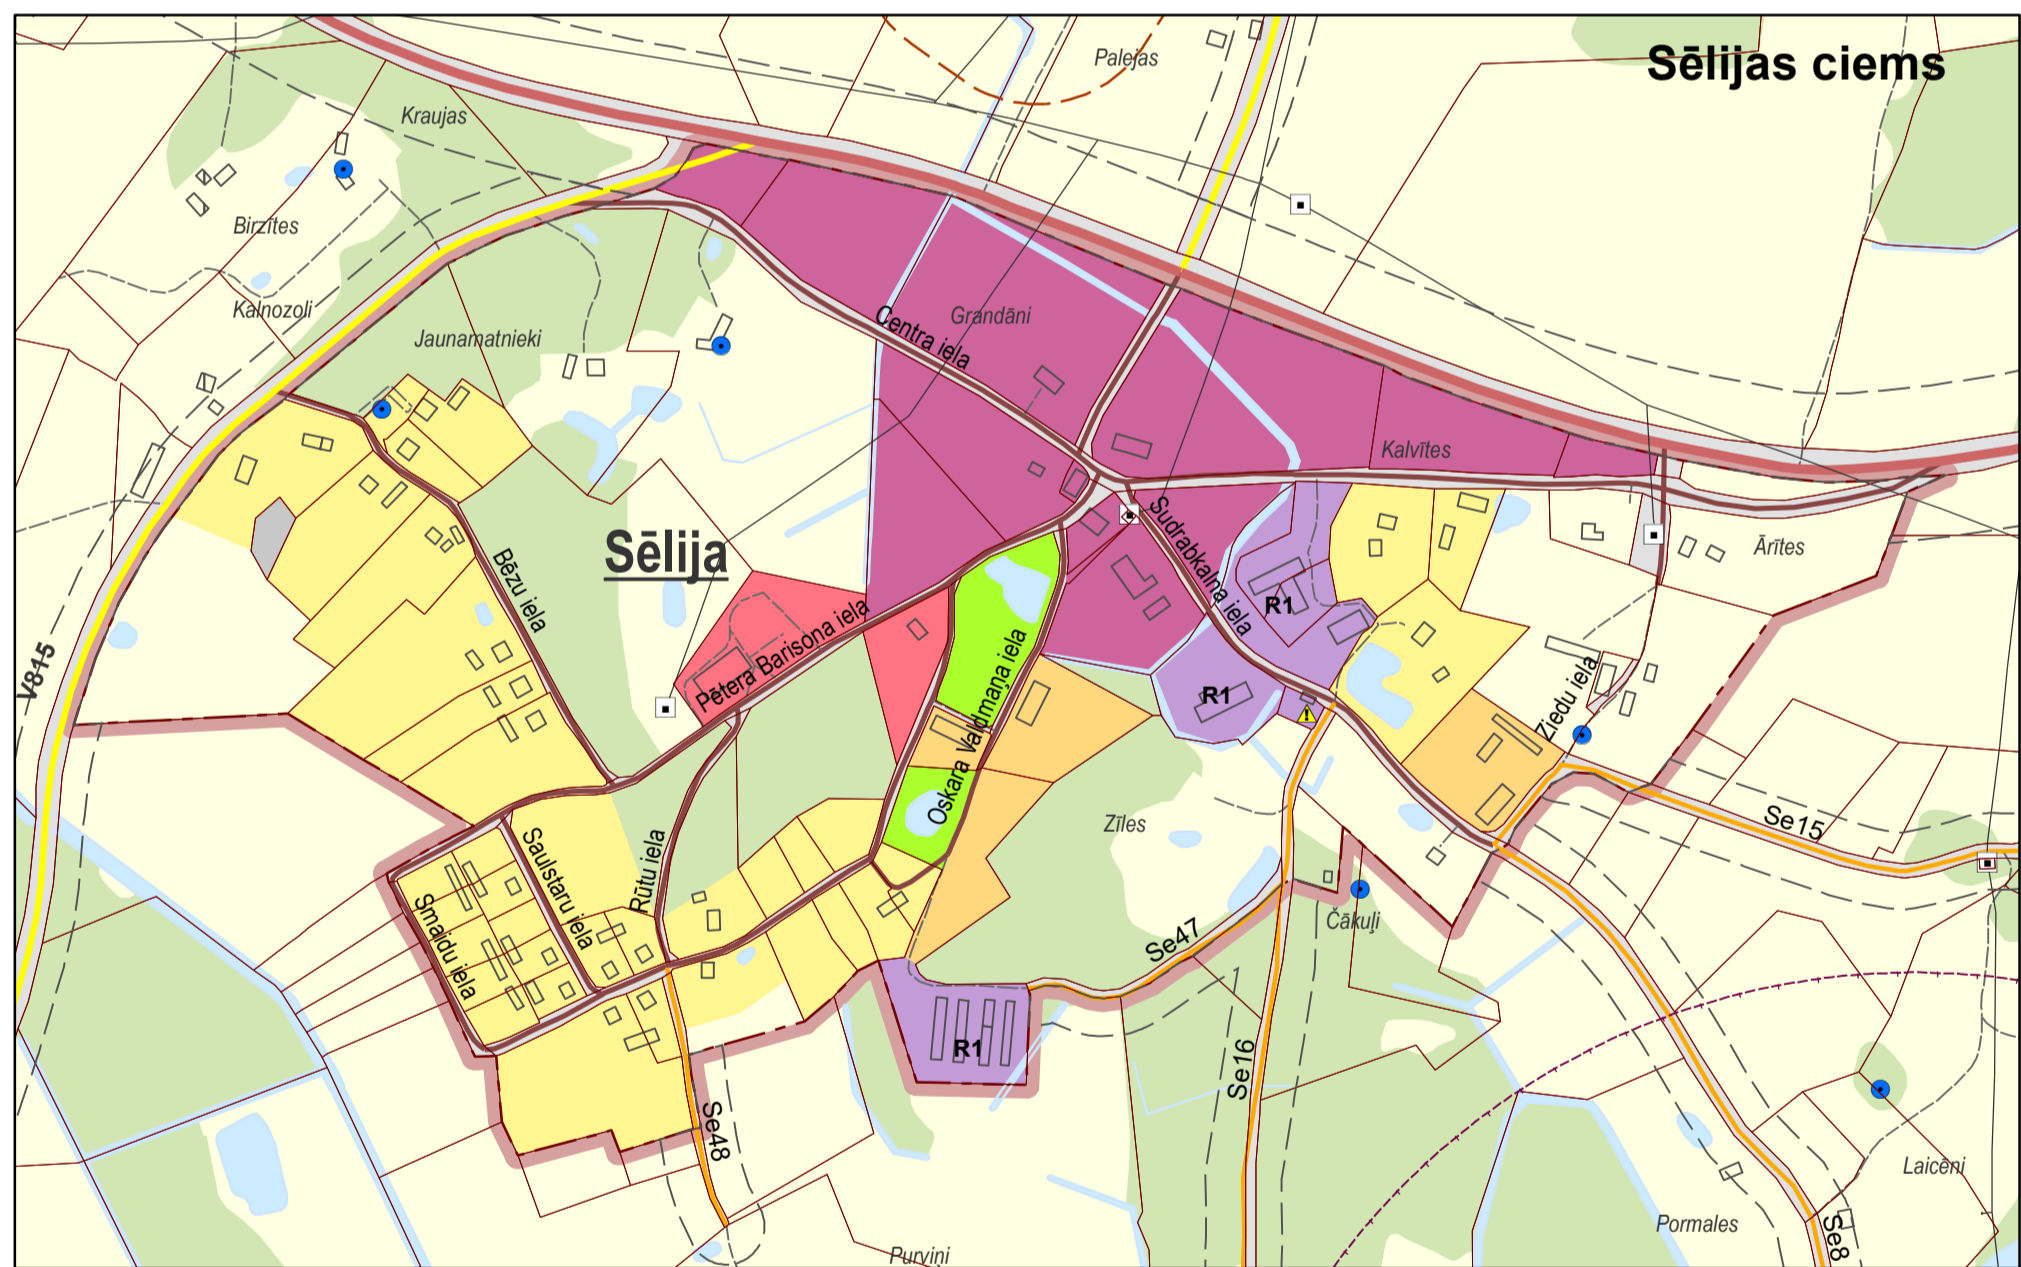 Sēlijas ciems
Palejas
Kraujas
Birzītes
Kalnozoli
Jaunamatnieki
Grandāni
Centra iela
Kalvītes
Sēlija
Sudrabkalna iela
Ārītes
Bēzu iela
R1
Pētera Barisona iela
V815
R1
Oskara Valdmaņa iela
Ziedu iela
Zīles
Se15
Rūtu iela
Saulstaru iela
Smaidu iela
Čākuļi
Se47
R1
Se16
Se48
Laicēni
Pormales
Se8
Purviņi